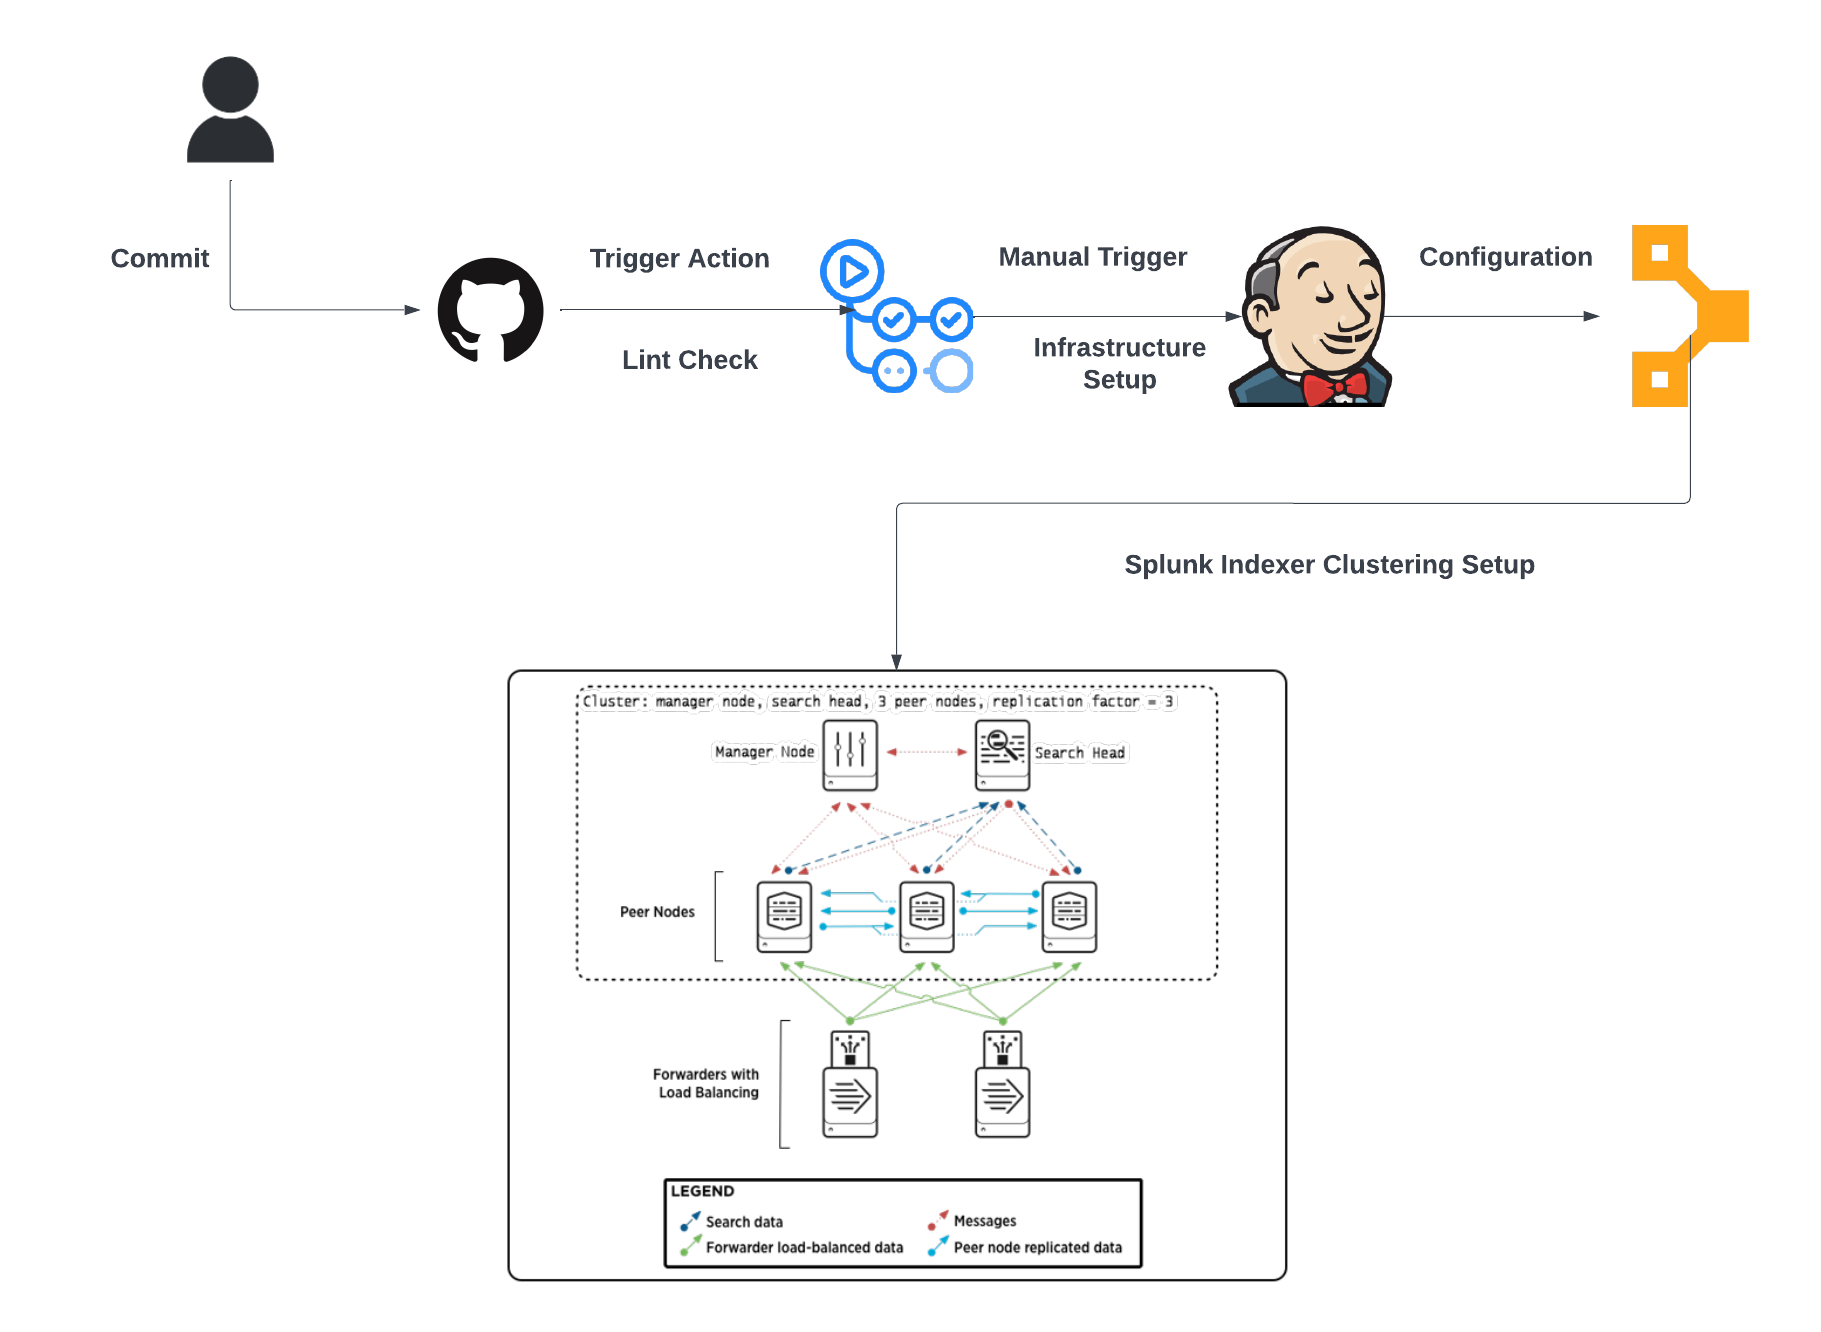 Commit
Trigger Action
Lint Check
Manual Trigger
Infrastructure
Setup
Configuration
Splunk Indexer Clustering Setup
Cluster: manager node, search head, 3 peer nodes, replication factor = 3
Manager Node
Search Head
Peer Nodes
Forwarders with
Load Balancing
LEGEND
Search data
Messages
Forwarder load-balanced data
Peer node replicated data